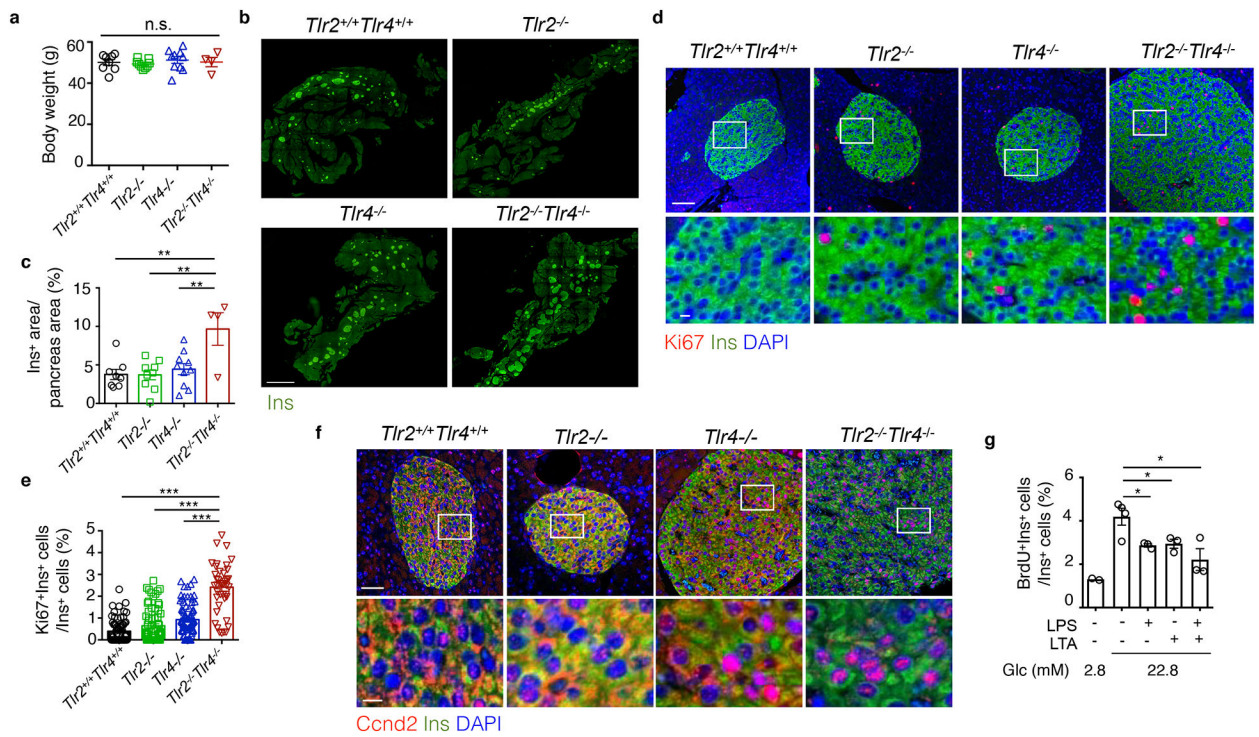 a
n.s.
Body weight (g)
60
40
20
0
Tlr2+/+Tlr4+/+
Tlr2-/-
Tlr4-/-
Tlr2-/-Tlr4-/-
b
Tlr2+/+Tlr4+/+
Tlr2-/-
Tlr4-/-
Tlr2-/-Tlr4-/-
Ins
c
**
**
**
Ins+ area/
pancreas area (%)
15
10
5
0
Tlr2+/+Tlr4+/+
Tlr2-/-
Tlr4-/-
Tlr2-/-Tlr4-/-
d
Tlr2+/+Tlr4+/+
Tlr2-/-
Tlr4-/-
Tlr2-/-Tlr4-/-
Ki67 Ins DAPI
e
***
***
***
Ki67+Ins+ cells
/Ins+ cells (%)
5
4
3
2
1
0
Tlr2+/+Tlr4+/+
Tlr2-/-
Tlr4-/-
Tlr2-/-Tlr4-/-
f
Tlr2+/+Tlr4+/+
Tlr2-/-
Tlr4-/-
Tlr2-/-Tlr4-/-
Ccnd2 Ins DAPI
g
*
*
*
BrdU+Ins+ cells
/Ins+ cells (%)
6
4
2
0
LPS - - + - +
LTA - - - + +
Glc (mM) 2.8 22.8